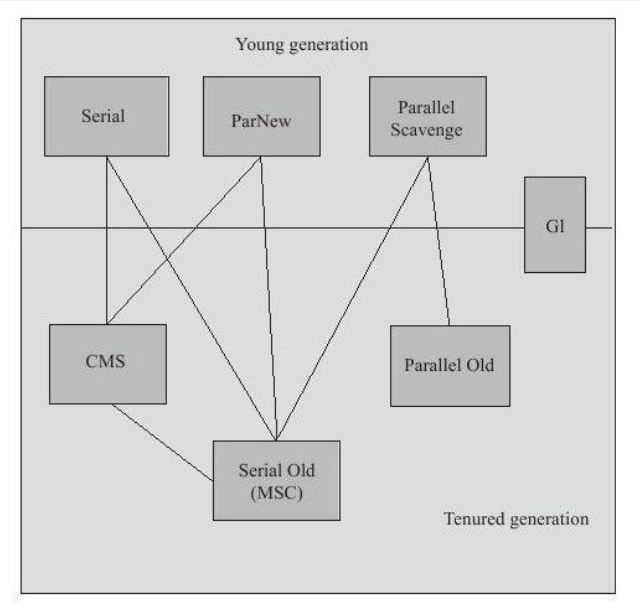 Young generation
Serial
ParNew
Parallel
Scavenge
Gl
CMS
Parallel Old
Serial Old
(MSC)
Tenured generation